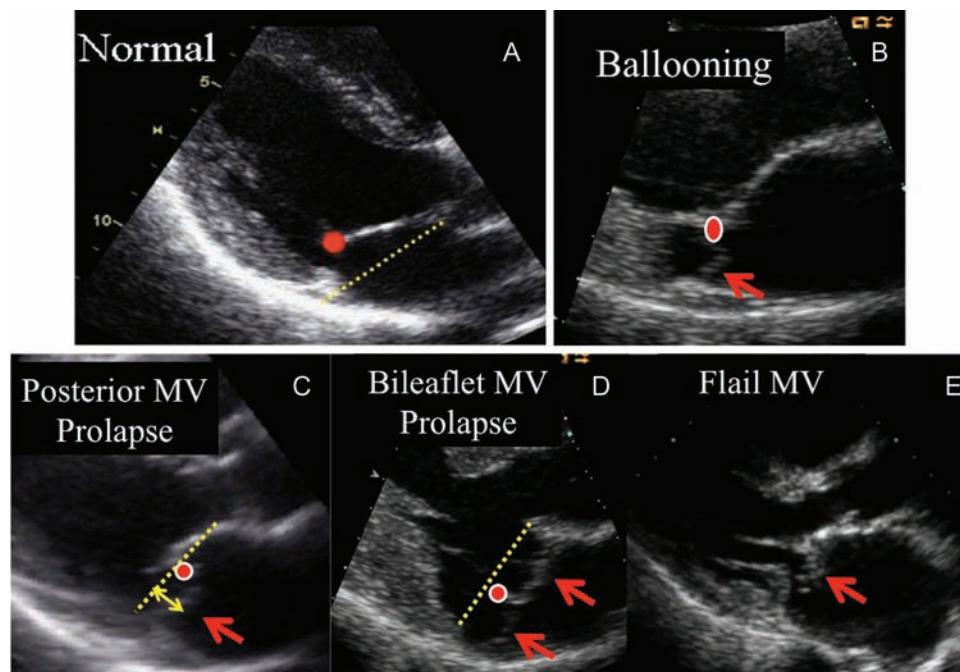 Normal
A
5
10
Ballooning
B
Posterior MV
Prolapse
C
Bileaflet MV
Prolapse
D
Flail MV
E